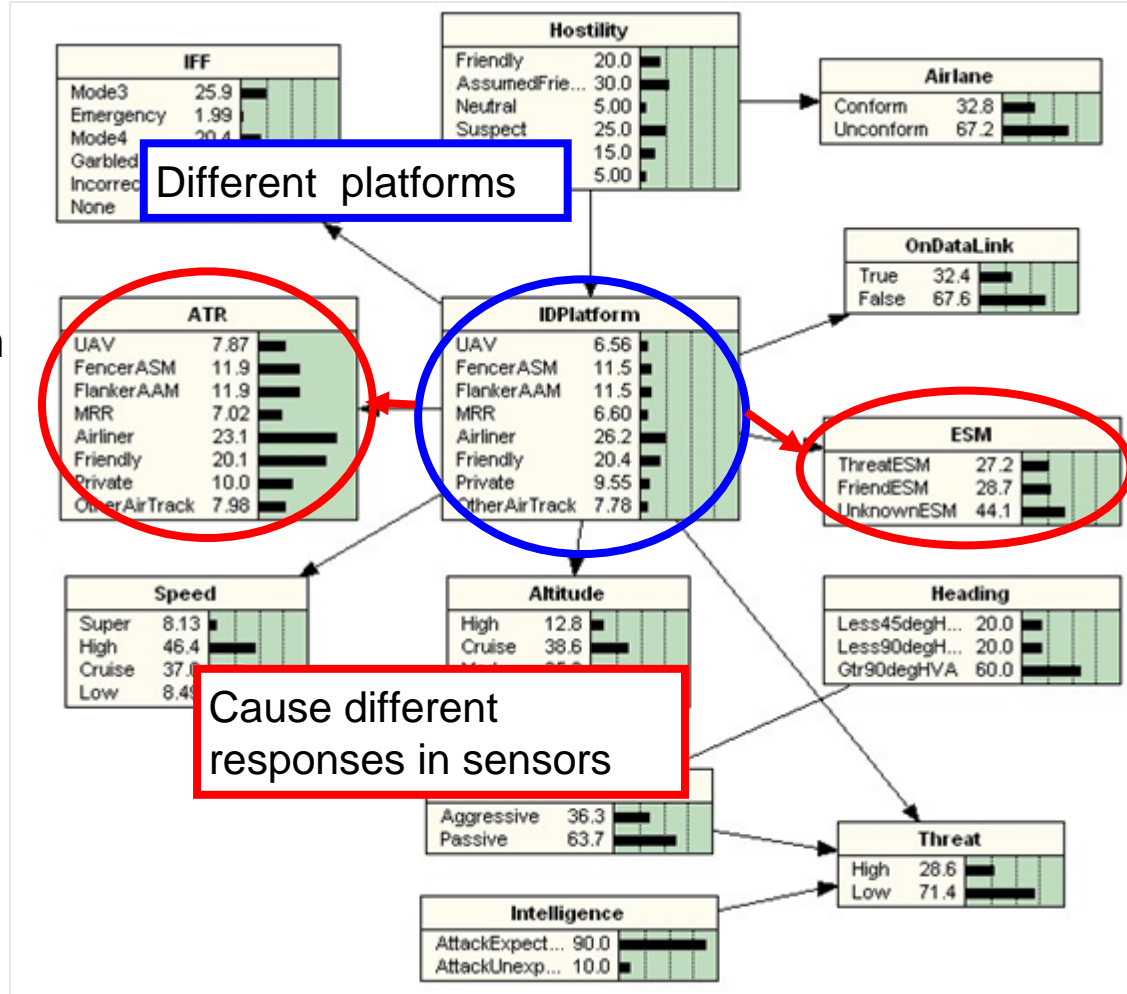 Hostility
Friendly 20.0
AssumedFrie... 30.0
Neutral 5.00
Suspect 25.0
15.0
5.00
IFF
Mode3 25.9
Emergency 1.99
Mode4 20.4
Garbled
Incorrec
None
Airlane
Conform 32.8
Unconform 67.2
Different platforms
OnDataLink
True 32.4
False 67.6
ATR
UAV 7.87
FencerASM 11.9
FlankerAAM 11.9
MRR 7.02
Airliner 23.1
Friendly 20.1
Private 10.0
OtherAirTrack 7.98
IDPlatform
UAV 6.56
FencerASM 11.5
FlankerAAM 11.5
MRR 6.60
Airliner 26.2
Friendly 20.4
Private 9.55
OtherAirTrack 7.78
ESM
ThreatESM 27.2
FriendESM 28.7
UnknownESM 44.1
Speed
Super 8.13
High 46.4
Cruise 37.0
Low 8.49
Altitude
High 12.8
Cruise 38.6
Heading
Less45degH... 20.0
Less90degH... 20.0
Gtr90degHVA 60.0
Cause different
responses in sensors
Aggressive 36.3
Passive 63.7
Threat
High 28.6
Low 71.4
Intelligence
AttackExpect... 90.0
AttackUnexp... 10.0